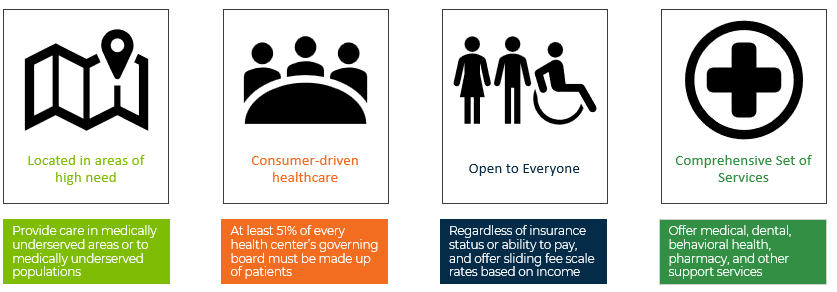 Located in areas of
high need
Consumer-driven
healthcare
Open to Everyone
Comprehensive Set of
Services
Provide care in medically
underserved areas or to
medically underserved
populations
At least 51% of every
health center's governing
board must be made up
of patients
Regardless of insurance
status or ability to pay,
and offer sliding fee scale
rates based on income
Offer medical, dental,
behavioral health,
pharmacy, and other
support services